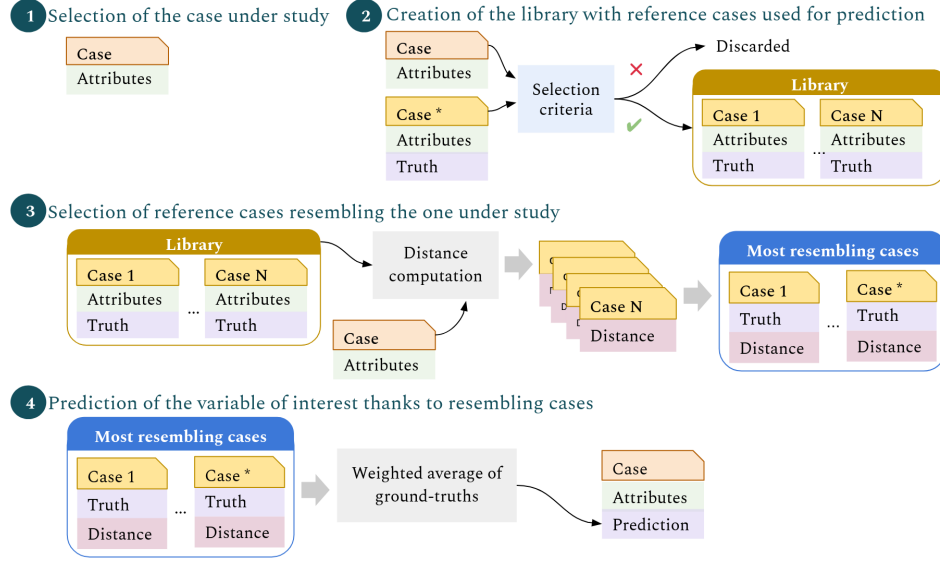 1 Selection of the case under study
Case
Attributes
2 Creation of the library with reference cases used for prediction
Case
Attributes
Case *
Attributes
Truth
Selection
criteria
Discarded
Library
Case 1
Attributes
Truth
...
Case N
Attributes
Truth
3 Selection of reference cases resembling the one under study
Library
Case 1
Attributes
Truth
...
Case N
Attributes
Truth
Case
Attributes
Distance
computation
Case N
Distance
Most resembling cases
Case 1
Truth
Distance
...
Case *
Truth
Distance
4 Prediction of the variable of interest thanks to resembling cases
Most resembling cases
Case 1
Truth
Distance
...
Case *
Truth
Distance
Weighted average of
ground-truths
Case
Attributes
Prediction